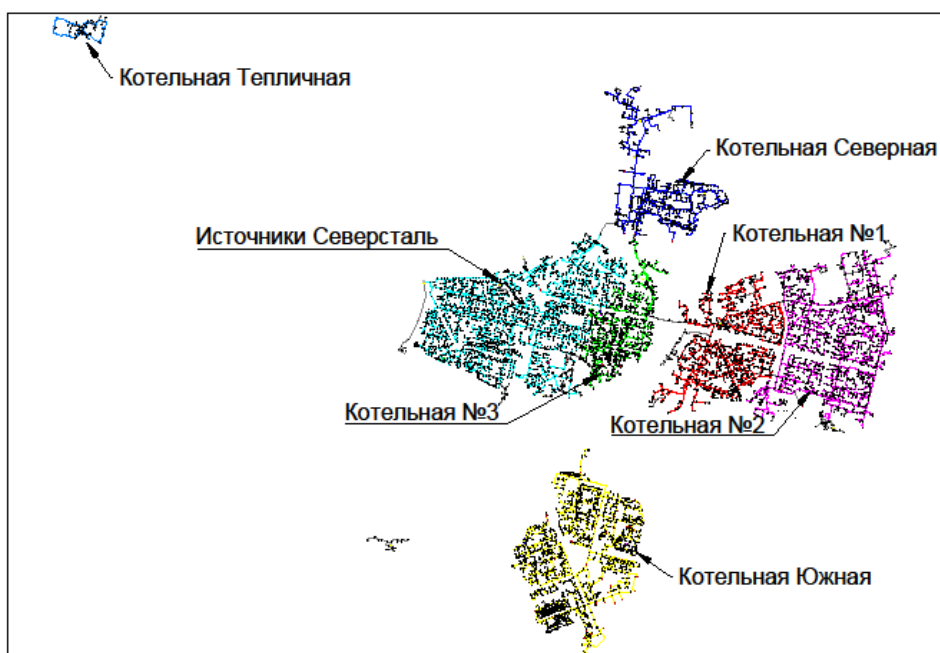 Котельная Тепличная
Котельная Северная
Источники Северсталь
Котельная №1
Котельная №3
Котельная №2
Котельная Южная